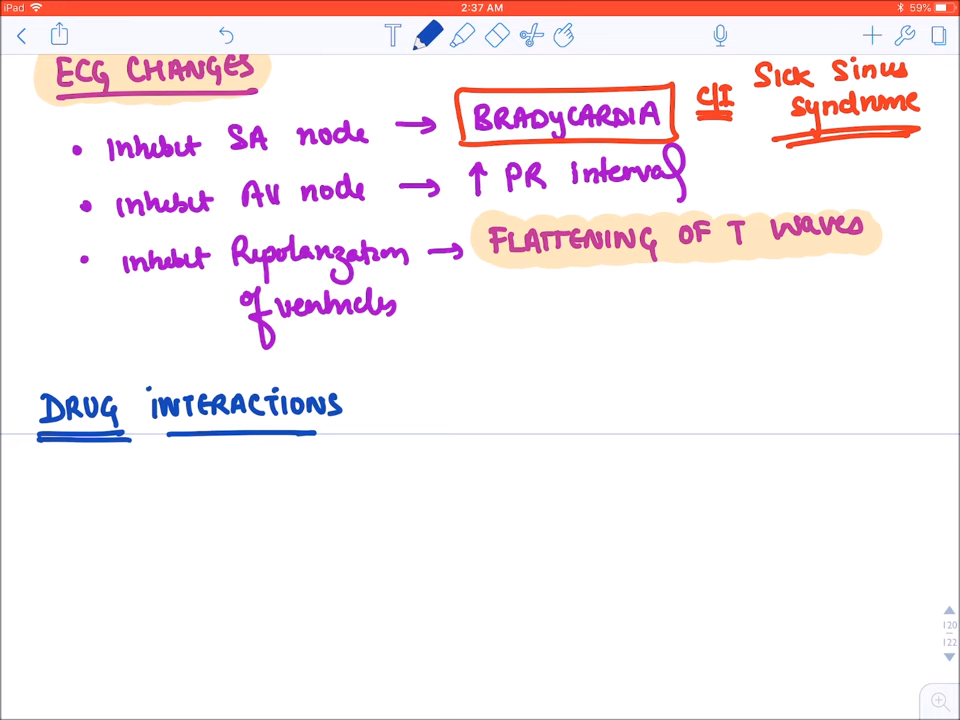 iPad 2:37 AM 59%
T
ECG CHANGES
• Inhibit SA node → BRADYCARDIA C/I Sick Sinus
syndrome
• Inhibit AV node → ↑ PR interval
• Inhibit Repolarization → FLATTENING OF T waves
of ventricles
DRUG INTERACTIONS
120
122